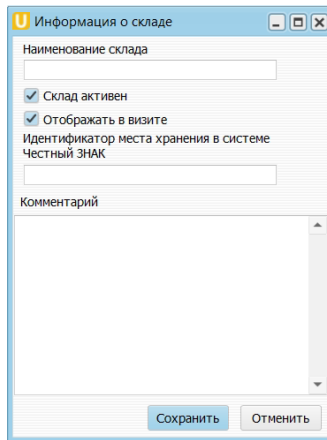 U Информация о складе
Наименование склада
Склад активен
Отображать в визите
Идентификатор места хранения в системе
Честный ЗНАК
Комментарий
Сохранить Отменить